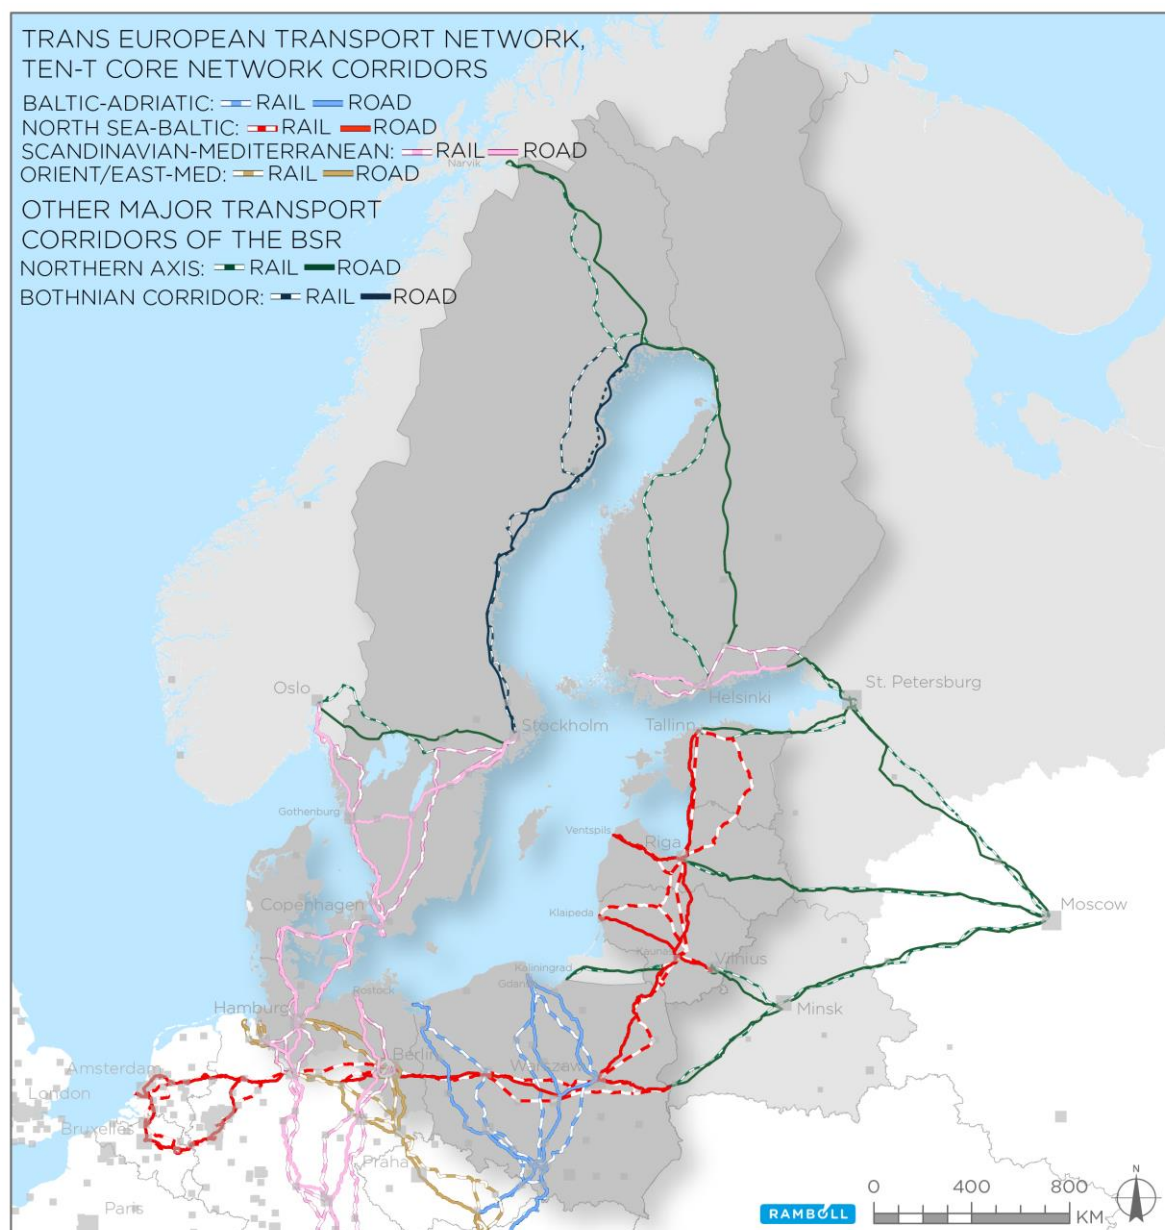 TRANS EUROPEAN TRANSPORT NETWORK,
TEN-T CORE NETWORK CORRIDORS
BALTIC-ADRIATIC: RAIL ROAD
NORTH SEA-BALTIC: RAIL ROAD
SCANDINAVIAN-MEDITERRANEAN: RAIL ROAD
Narvik
ORIENT/EAST-MED: RAIL ROAD
OTHER MAJOR TRANSPORT
CORRIDORS OF THE BSR
NORTHERN AXIS: RAIL ROAD
BOTHNIAN CORRIDOR: RAIL ROAD
Oslo
St. Petersburg
Helsinki
Stockholm
Tallinn
Gothenburg
Ventspils
Riga
Copenhagen
Klaipeda
Moscow
Kaunas
Vilnius
Kaliningrad
Gdansk
Rostock
Hamburg
Minsk
Berlin
Warszawa
Amsterdam
London
Bruxelles
Praha
Paris
N
0 400 800
KM
RAMBOLL